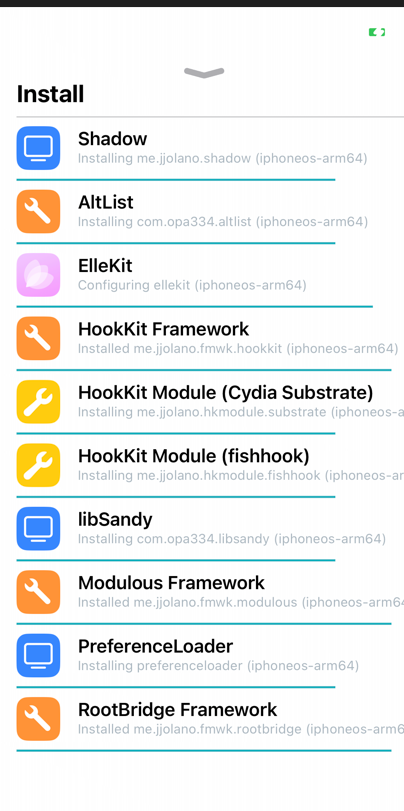 Install
Shadow
Installing me.jjolano.shadow (iphoneos-arm64)
AltList
Installing com.opa334.altlist (iphoneos-arm64)
ElleKit
Configuring ellekit (iphoneos-arm64)
HookKit Framework
Installed me.jjolano.fmwk.hookkit (iphoneos-arm64)
HookKit Module (Cydia Substrate)
Installing me.jjolano.hkmodule.substrate (iphoneos-a
HookKit Module (fishhook)
Installing me.jjolano.hkmodule.fishhook (iphoneos-ar
libSandy
Installing com.opa334.libsandy (iphoneos-arm64)
Modulous Framework
Installed me.jjolano.fmwk.modulous (iphoneos-arm64
PreferenceLoader
Installing preferenceloader (iphoneos-arm64)
RootBridge Framework
Installed me.jjolano.fmwk.rootbridge (iphoneos-arm6